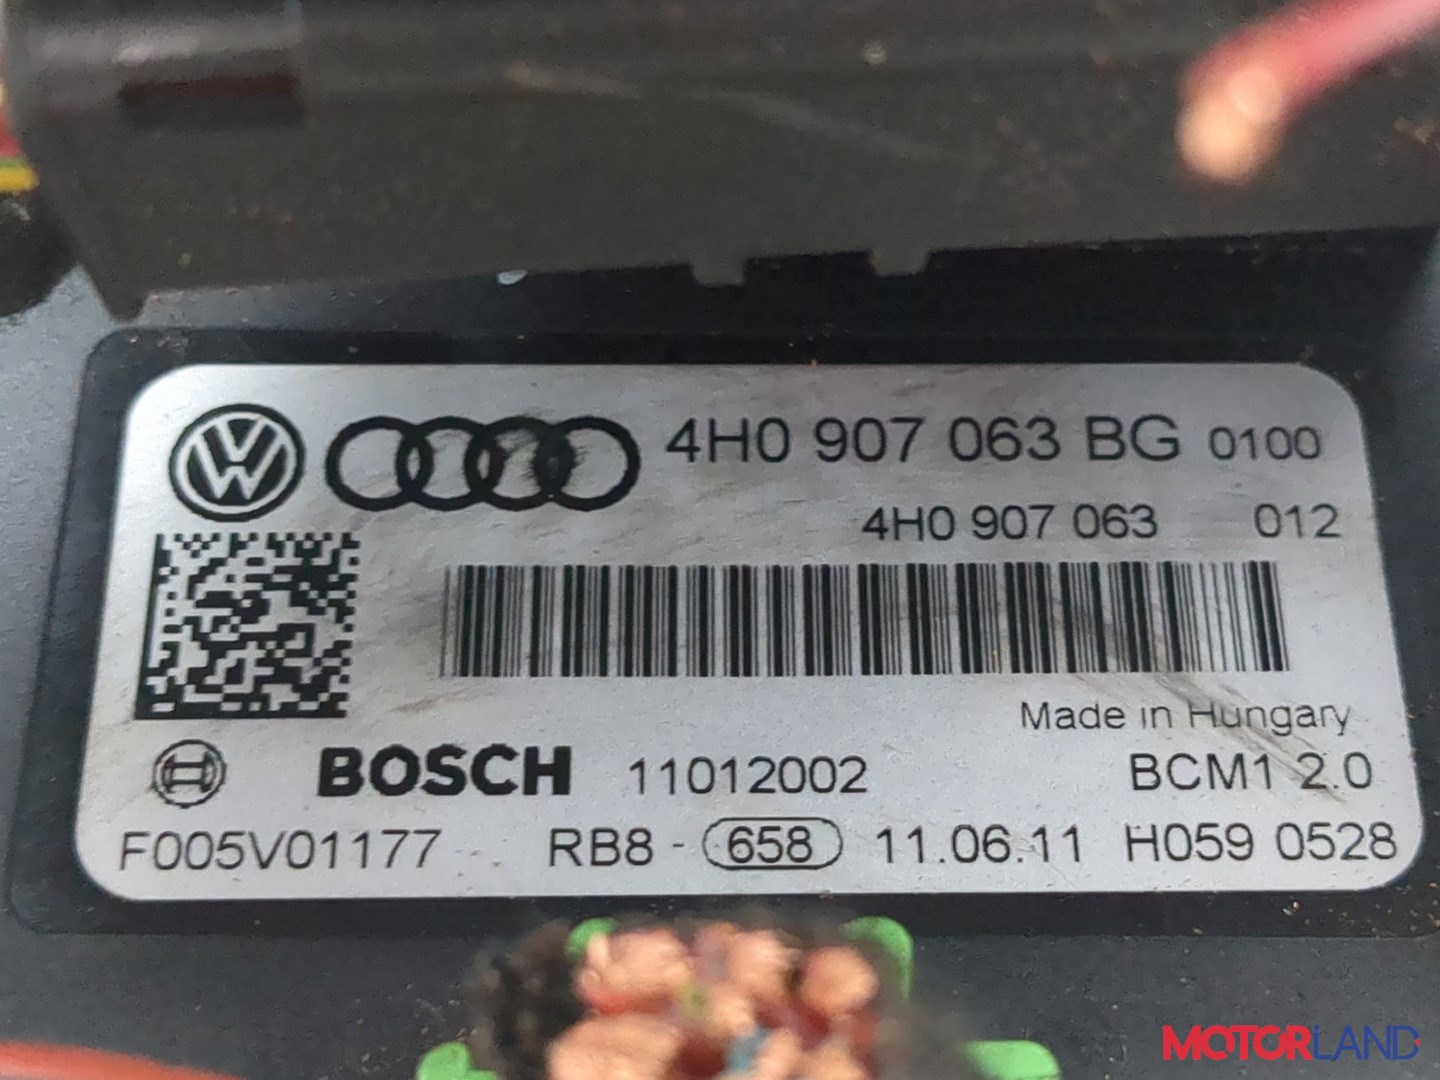 4H0 907 063 BG 0100
4H0 907 063 012
Made in Hungary
BOSCH 11012002 BCM1 2.0
F005V01177 RB8 - 658 11.06.11 H059 0528
MOTORLAND